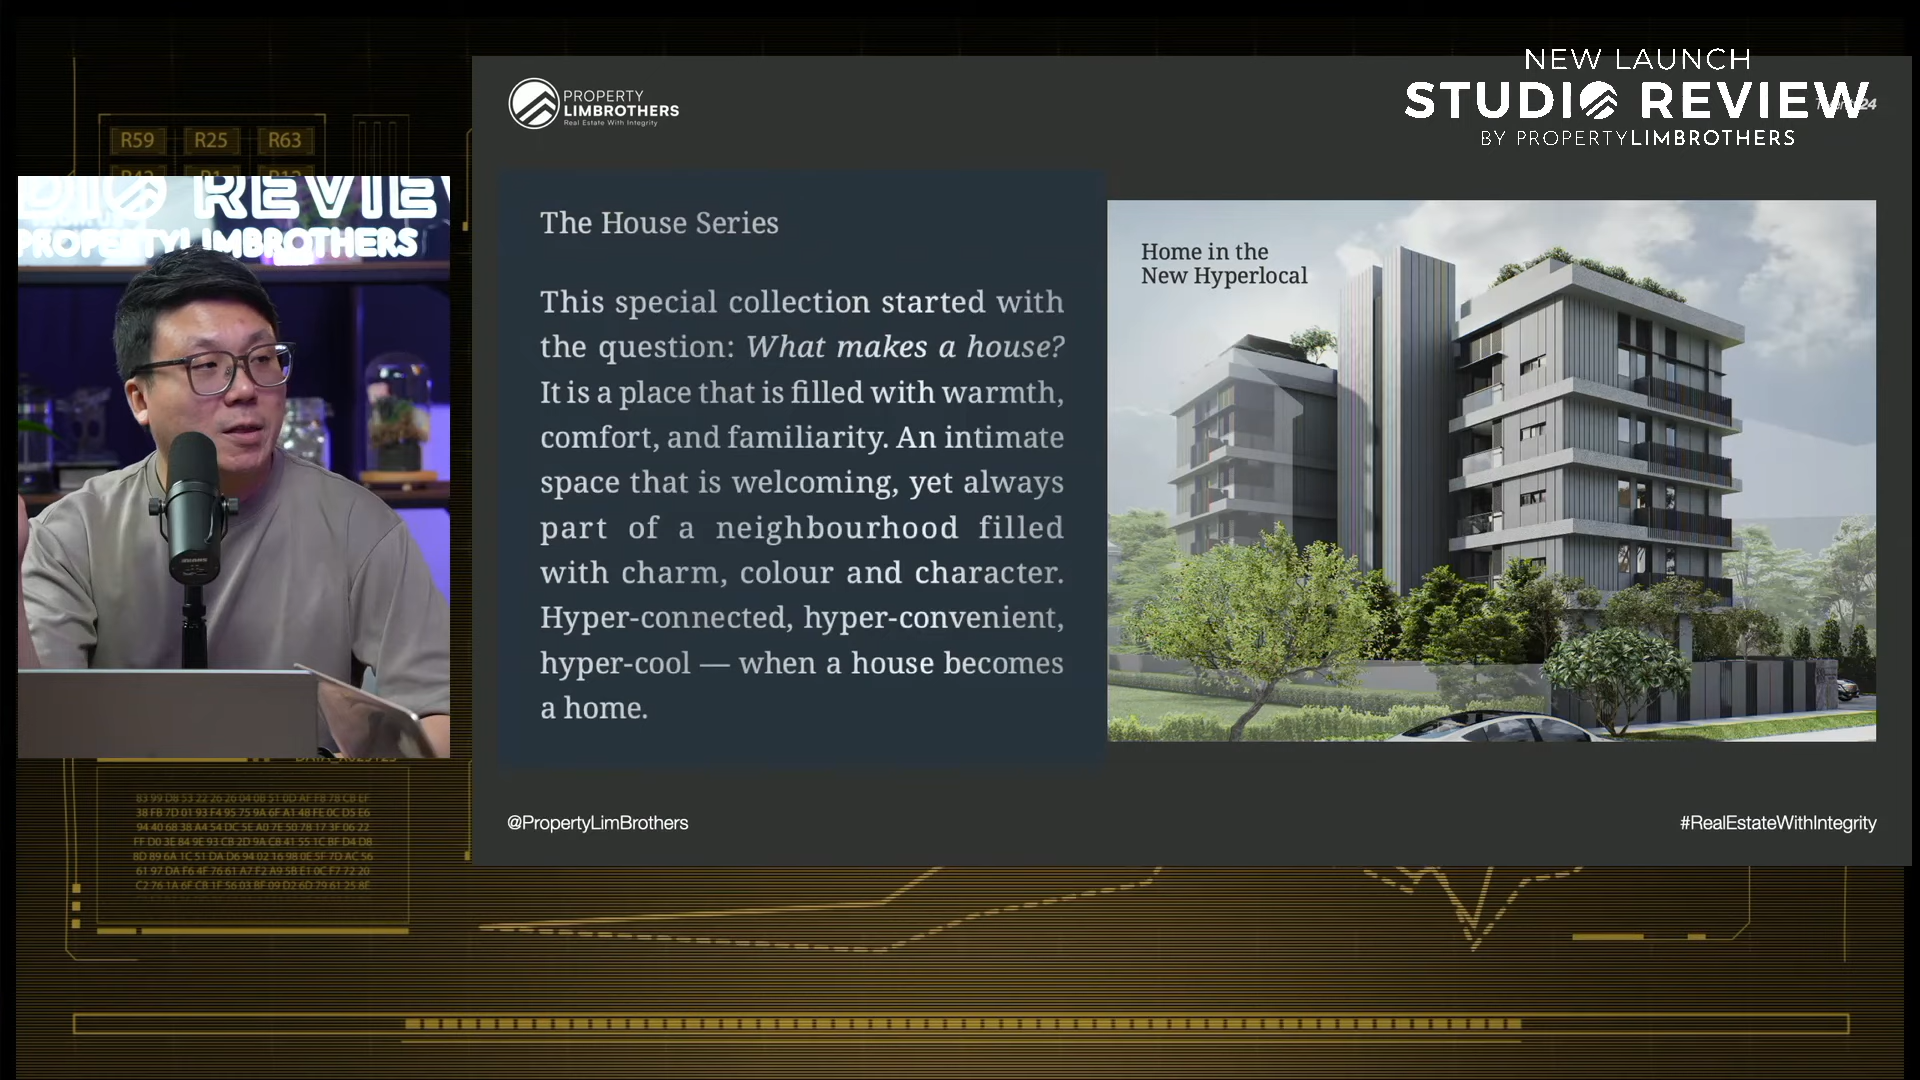 NEW LAUNCH
STUDIO REVIEW
BY PROPERTYLIMBROTHERS
PROPERTY
LIMBROTHERS
Real Estate With Integrity
R59 R25 R63
REVIE
PROPERTYLIMBROTHERS
The House Series
This special collection started with
the question: What makes a house?
It is a place that is filled with warmth,
comfort, and familiarity. An intimate
space that is welcoming, yet always
part of a neighbourhood filled
with charm, colour and character.
Hyper-connected, hyper-convenient,
hyper-cool — when a house becomes
a home.
Home in the
New Hyperlocal
@PropertyLimBrothers
#RealEstateWithIntegrity